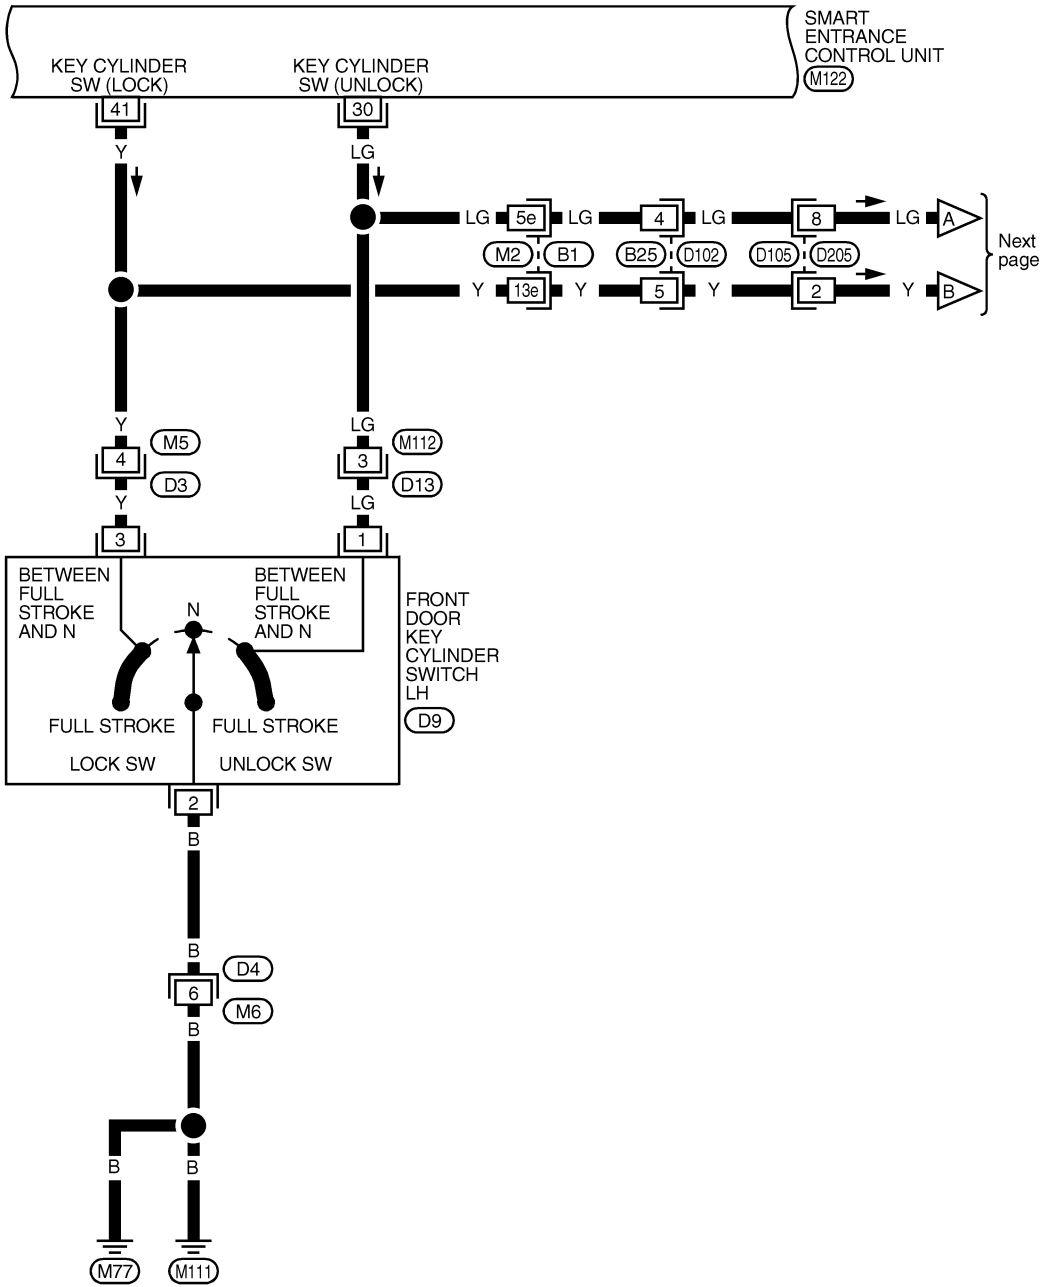 SMART
ENTRANCE
CONTROL UNIT
M122
KEY CYLINDER
SW (LOCK)
KEY CYLINDER
SW (UNLOCK)
41
30
Y
LG
LG
5e
LG
4
LG
8
LG
A
M2
B1
B25
D102
D105
D205
Next
page
Y
13e
Y
5
Y
2
Y
B
Y
LG
M5
M112
4
3
D3
D13
Y
LG
3
1
BETWEEN
FULL
STROKE
AND N
BETWEEN
FULL
STROKE
AND N
N
FRONT
DOOR
KEY
CYLINDER
SWITCH
LH
D9
FULL STROKE
FULL STROKE
LOCK SW
UNLOCK SW
2
B
B
D4
6
M6
B
B
B
M77
M111